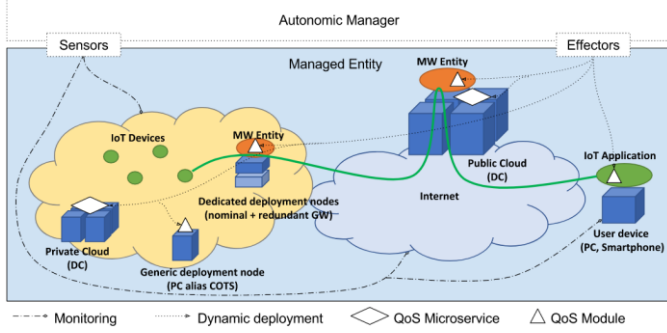 Autonomic Manager
Sensors
Effectors
Managed Entity
MW Entity
IoT Devices
MW Entity
Public Cloud
(DC)
IoT Application
Dedicated deployment nodes
(nominal + redundant GW)
Internet
Private Cloud
(DC)
User device
(PC, Smartphone)
Generic deployment node
(PC alias COTS)
Monitoring
Dynamic deployment
QoS Microservice
QoS Module